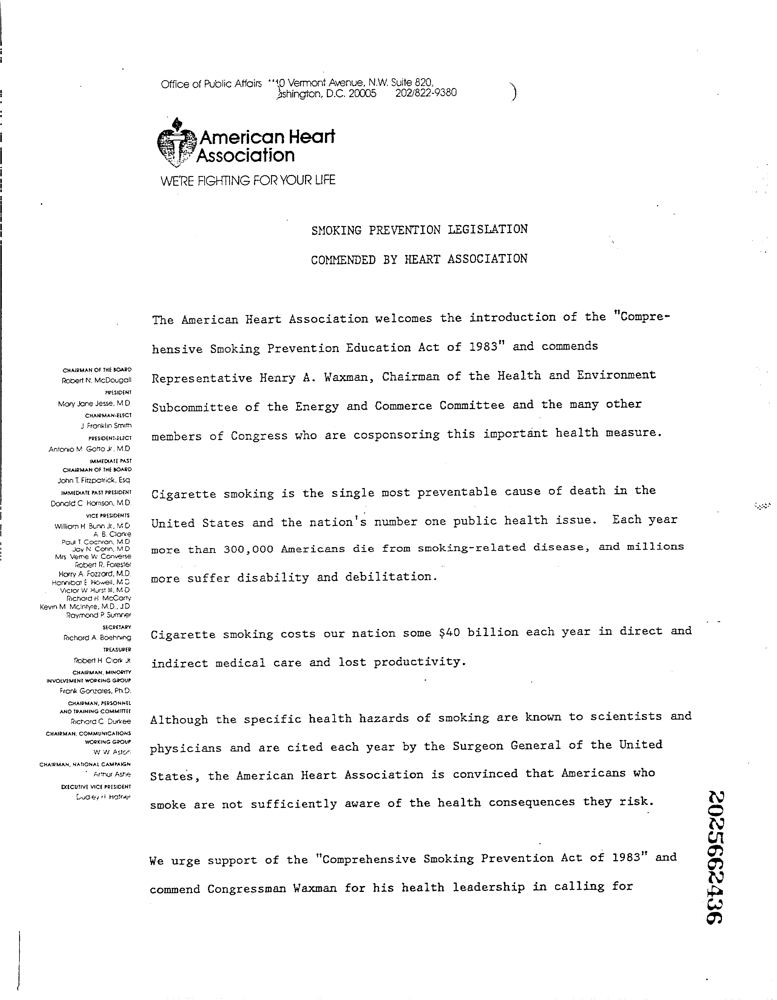 Office of Public Affairs Vermont Avenue, N.W. Suite 820,
D.C. 20005 202/822-9380
American Heart
Association
WE'RE FIGHTING FOR YOUR LIFE
SMOKING PREVENTION LEGISLATION
COMMENDED BY HEART ASSOCIATION
The American Heart Association welcomes the introduction of the "Compre-
hensive Smoking Prevention Education Act of 1983" and commends
Representative Henry A. Waxman, Chairman of the Health and Environment
Subcommittee of the Energy and Commerce Committee and the many other
members of Congress who are cosponsoring this important health measure.
Cigarette smoking is the single most preventable cause of death in the
United States and the nation's number one public health issue. Each year
more than 300,000 Americans die from smoking-related disease, and millions
more suffer disability and debilitation.
Cigarette smoking costs our nation some $40 billion each year in direct and
indirect medical care and lost productivity.
Although the specific health hazards of smoking are known to scientists and
physicians and are cited each year by the Surgeon General of the United
States, the American Heart Association is convinced that Americans who
smoke are not sufficiently aware of the health consequences they risk.
We urge support of the "Comprehensive Smoking Prevention Act of 1983" and
commend Congressman Waxman for his health leadership in calling for
CHAIRMAN OF THE BOARD
Robert N. McDougall
PRESIDENT
Mary Jane Jesse, M.D.
CHAIRMAN-ELECT
J. Franklin Smith
PRESIDENT-ELECT
Antonio M. Gotto Jr., M.D.
IMMEDIATE PAST
CHAIRMAN OF THE BOARD
John T. Fitzpatrick, Esq.
IMMEDIATE PAST PRESIDENT
Donald C. Harrison, M.D.
VICE PRESIDENTS
William H. Bunn Jr., M.D.
A. B. Clarke
Paul T. Cochran, M.D.
Jay N. Cohn, M.D.
Mrs. Verne W. Converse
Robert R. Forester
Harry A. Fozzard, M.D.
Hannibal E. Howell, M.D.
Victor W. Hurst III, M.D.
Richard H. McCarty
Kevin M. McIntyre, M.D., J.D.
Raymond P. Sumner
SECRETARY
Richard A. Boehning
TREASURER
Robert H. Clark Jr.
CHAIRMAN, MINORITY
INVOLVEMENT WORKING GROUP
Frank Gonzales, Ph.D.
CHAIRMAN, PERSONNEL
AND TRAINING COMMITTEE
Richard C. Durkee
CHAIRMAN, COMMUNICATIONS
WORKING GROUP
W. W. Aston
CHAIRMAN, NATIONAL CAMPAIGN
Arthur Ashe
EXECUTIVE VICE PRESIDENT
Dudley H. Hafner
2025662436